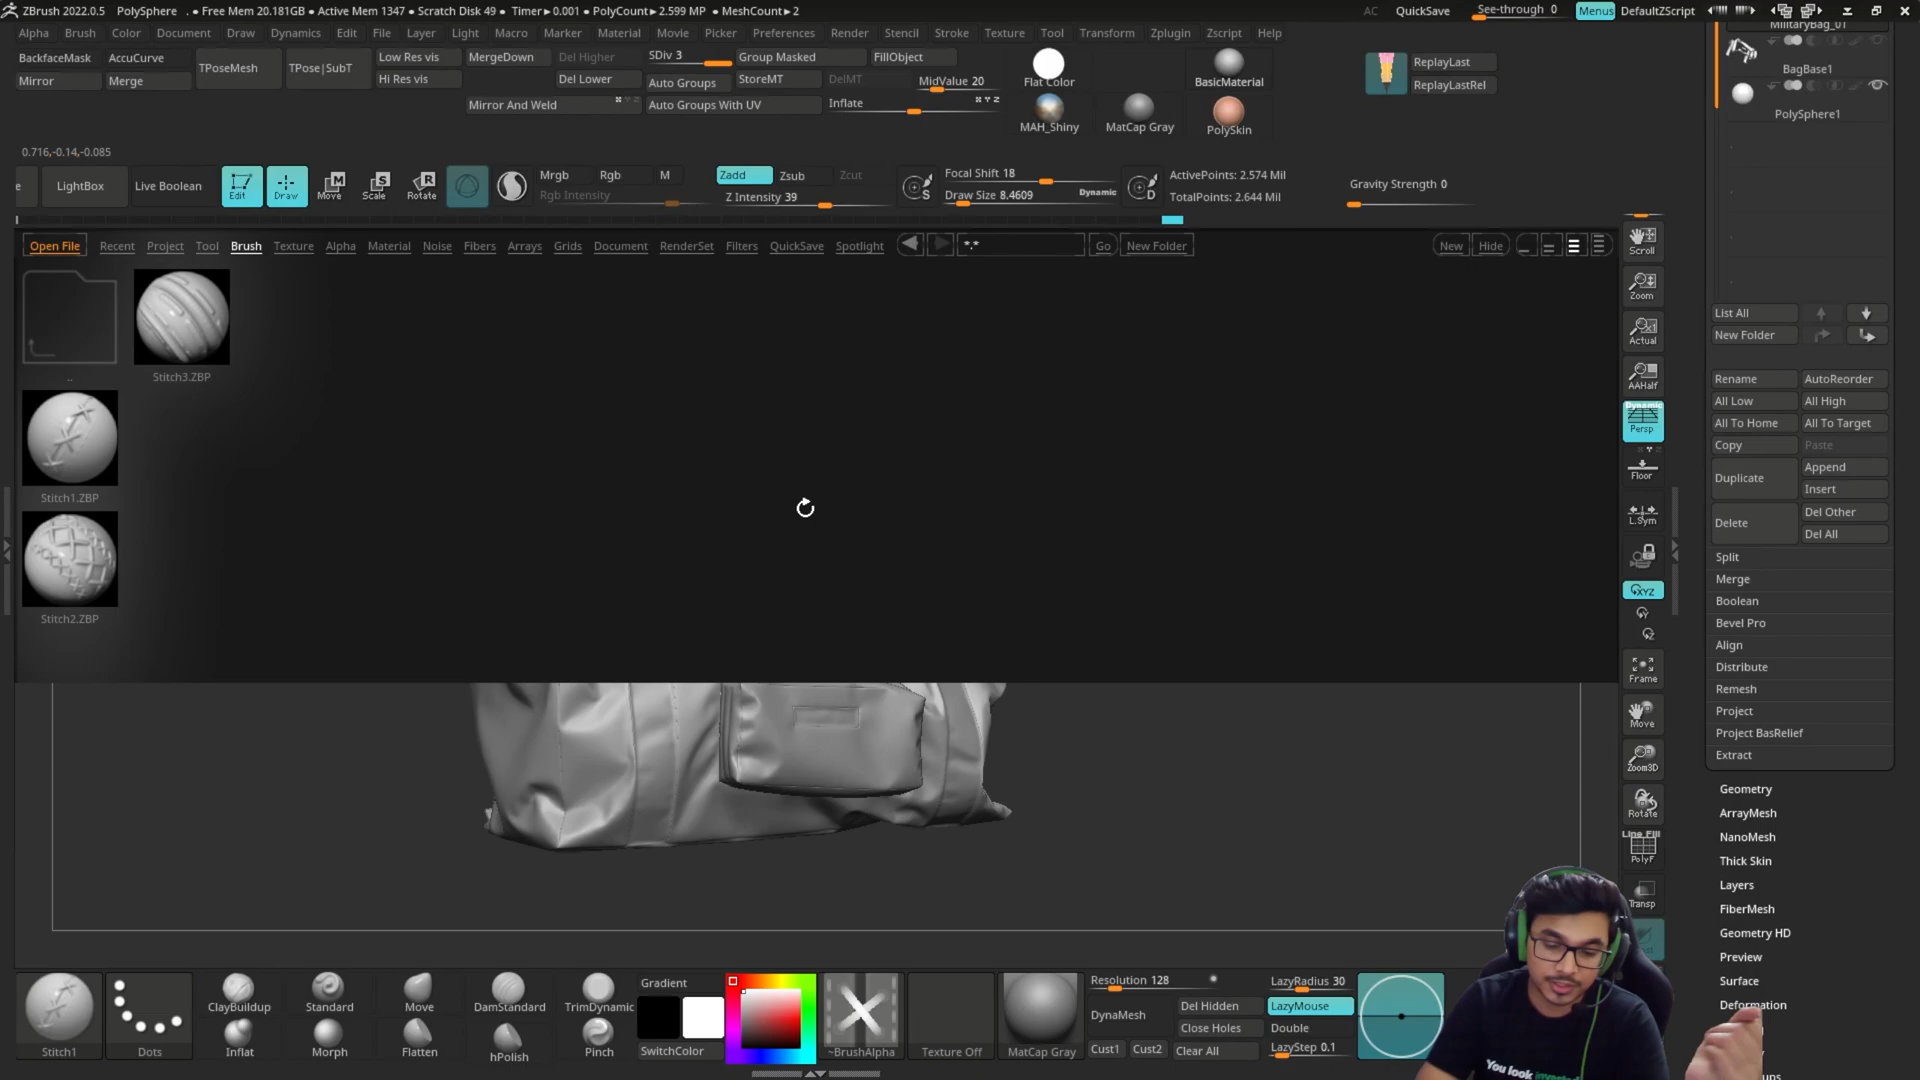 ZBrush 2022.0.5 PolySphere . • Free Mem 20.181GB • Active Mem 1347 • Scratch Disk 49 • Timer▸0.001 • PolyCount▸2.599 MP • MeshCount▸2 AC QuickSave See-through 0 Menus DefaultZScript
Alpha Brush Color Document Draw Dynamics Edit File Layer Light Macro Marker Material Movie Picker Preferences Render Stencil Stroke Texture Tool Transform Zplugin Zscript Help
BackfaceMask AccuCurve TPoseMesh TPose|SubT Low Res vis MergeDown Del Higher SDiv 3 Group Masked FillObject
Mirror Merge Hi Res vis Del Lower Auto Groups StoreMT DelMT MidValue 20
Mirror And Weld Auto Groups With UV Inflate
Flat Color BasicMaterial ReplayLast
ReplayLastRel
MAH_Shiny MatCap Gray PolySkin
0.716,-0.14,-0.085
e LightBox Live Boolean Edit Draw Move Scale Rotate Mrgb Rgb M Zadd Zsub Zcut Focal Shift 18 ActivePoints: 2.574 Mil Gravity Strength 0
Rgb Intensity Z Intensity 39 Draw Size 8.4609 Dynamic TotalPoints: 2.644 Mil
M S R S D
Open File Recent Project Tool Brush Texture Alpha Material Noise Fibers Arrays Grids Document RenderSet Filters QuickSave Spotlight *.* Go New Folder New Hide
..
Stitch3.ZBP
Stitch1.ZBP
Stitch2.ZBP
Scroll
Zoom
Actual
AAHalf
Dynamic
Persp
Floor
L.Sym
XYZ
Frame
Move
Zoom3D
Rotate
Line Fill
PolyF
Transp
MilitaryBag_01
BagBase1
PolySphere1
List All
New Folder
Rename AutoReorder
All Low All High
All To Home All To Target
Copy Paste
Duplicate Append
Insert
Delete Del Other
Del All
Split
Merge
Boolean
Bevel Pro
Align
Distribute
Remesh
Project
Project BasRelief
Extract
Geometry
ArrayMesh
NanoMesh
Thick Skin
Layers
FiberMesh
Geometry HD
Preview
Surface
Deformation
Stitch1 Dots ClayBuildup Standard Move DamStandard TrimDynamic
Inflat Morph Flatten hPolish Pinch
Gradient
SwitchColor
~BrushAlpha Texture Off MatCap Gray
Resolution 128 LazyRadius 30
DynaMesh Del Hidden LazyMouse
Close Holes Double
Cust1 Cust2 Clear All LazyStep 0.1
You look